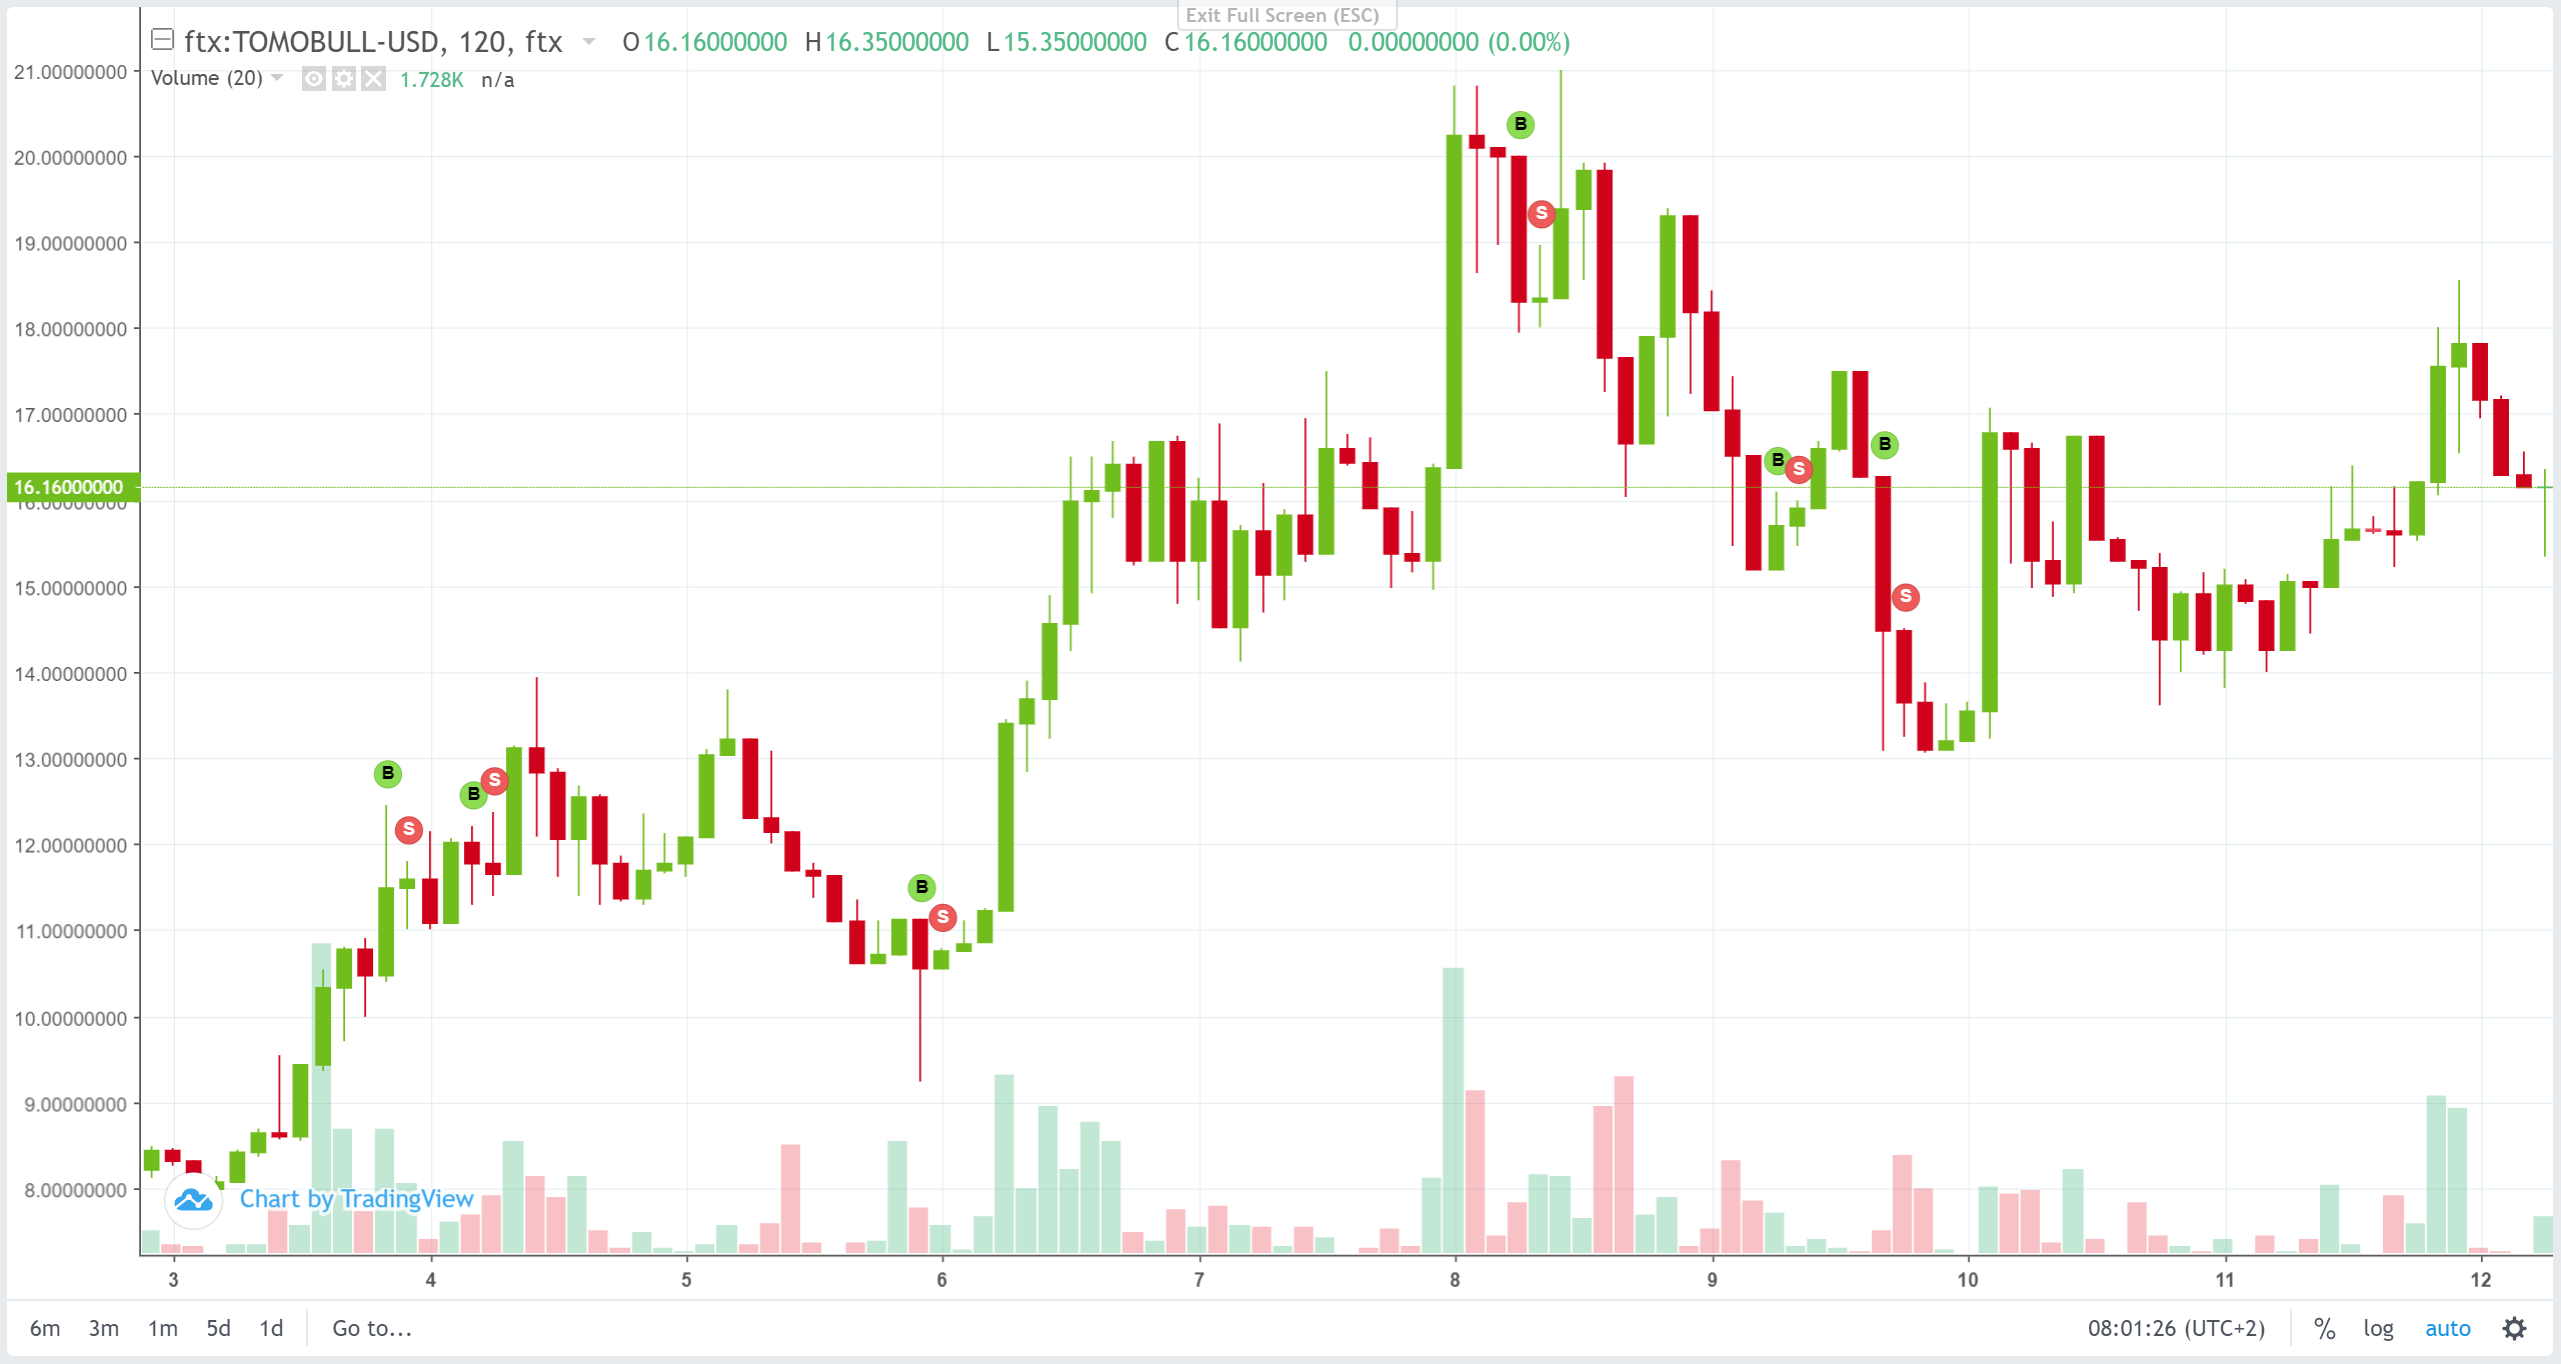 Exit Full Screen (ESC)
ftx:TOMOBULL-USD, 120, ftx O16.16000000 H16.35000000 L15.35000000 C16.16000000 0.00000000 (0.00%)
Volume (20) 1.728K n/a
21.00000000
20.00000000
19.00000000
18.00000000
17.00000000
16.16000000
16.00000000
15.00000000
14.00000000
13.00000000
12.00000000
11.00000000
10.00000000
9.00000000
8.00000000
B
S
B
S
B
S
B
S
B
S
B
S
Chart by TradingView
3 4 5 6 7 8 9 10 11 12
6m 3m 1m 5d 1d Go to... 08:01:26 (UTC+2) % log auto